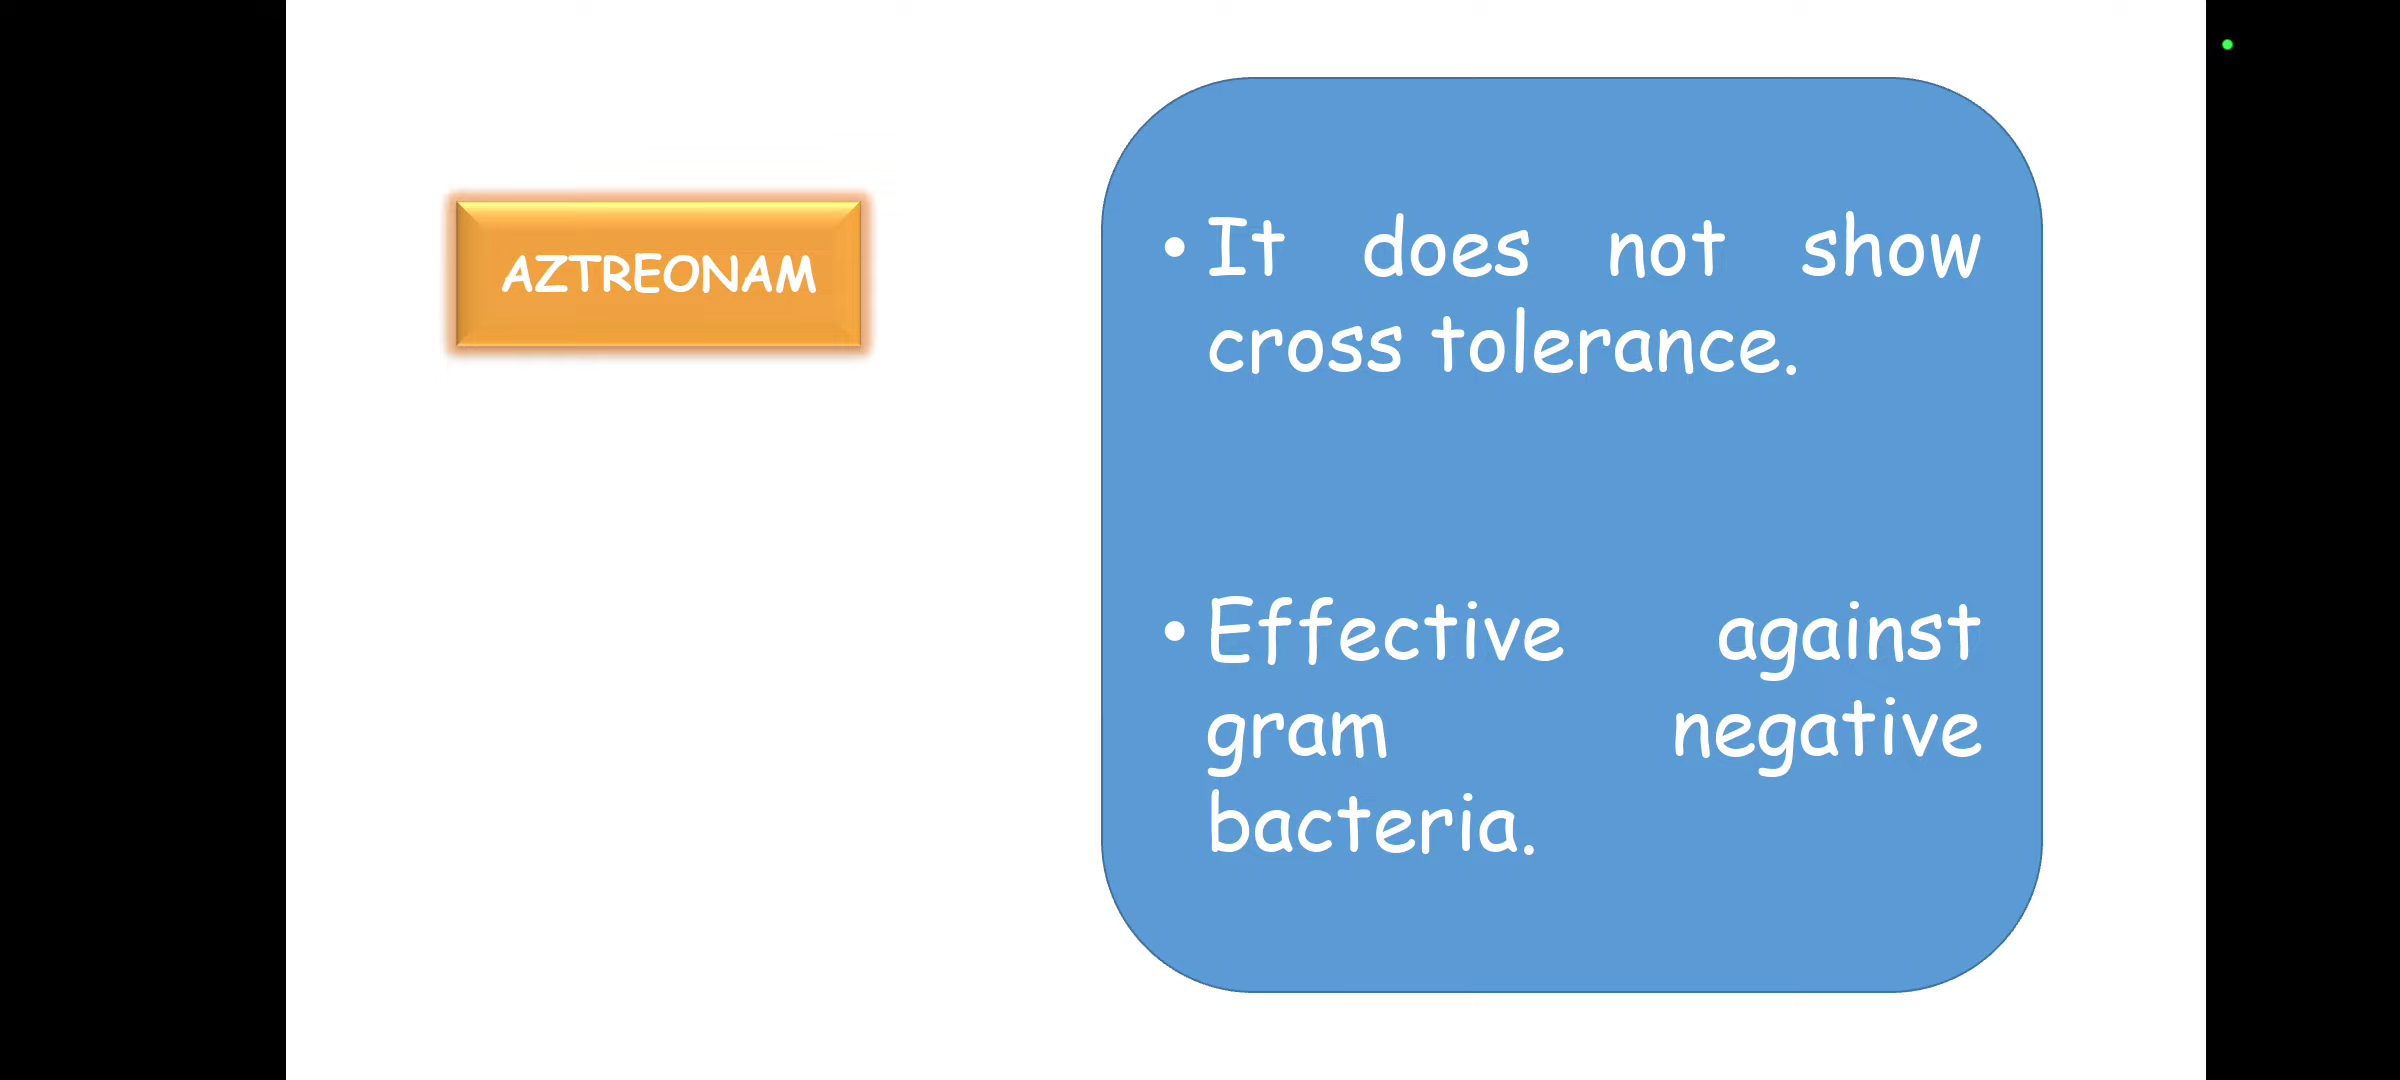 AZTREONAM
• It does not show
cross tolerance.
• Effective against
gram negative
bacteria.